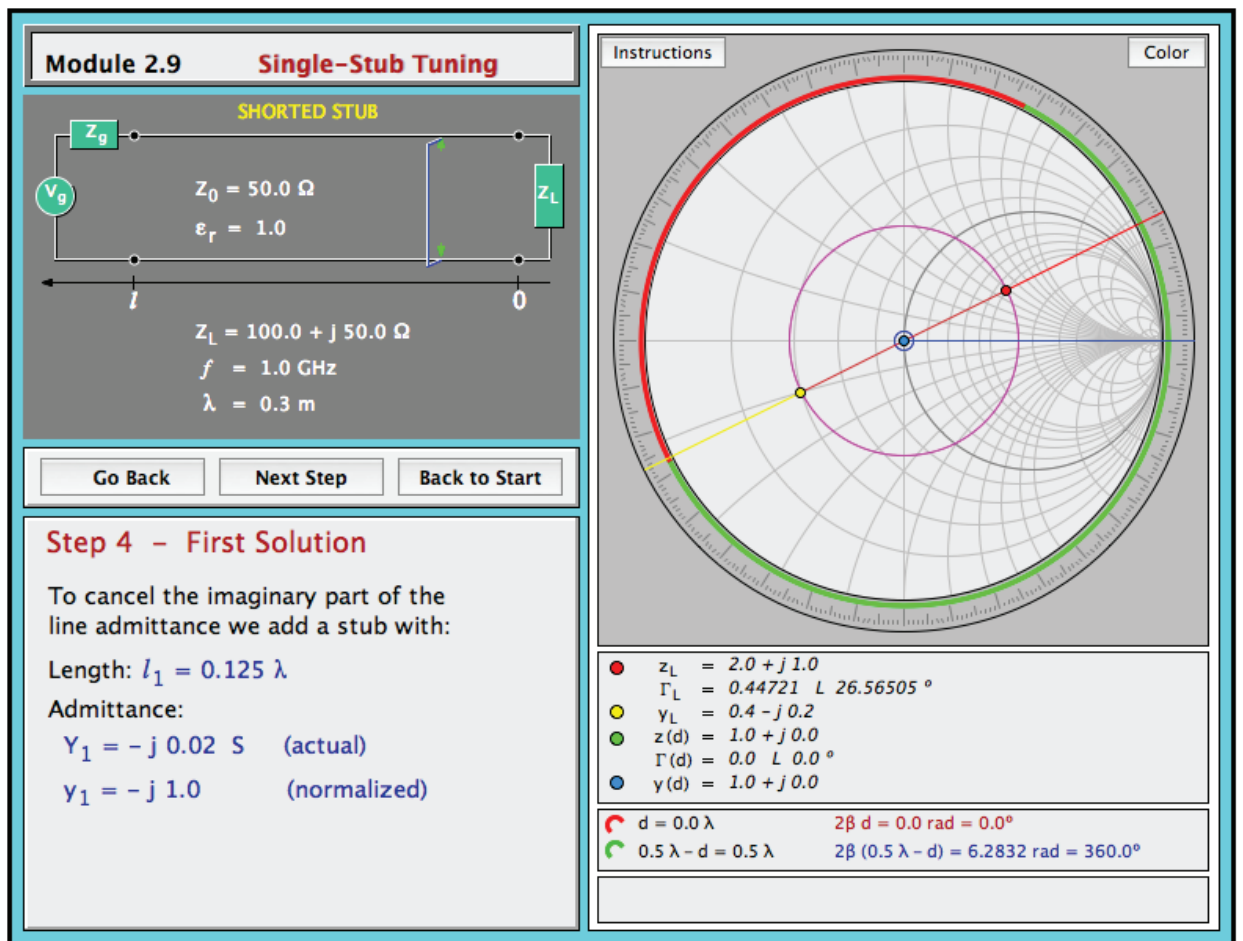 Module 2.9 Single-Stub Tuning
SHORTED STUB
Zg
Vg
Z0 = 50.0 Ω
εr = 1.0
ZL
l 0
ZL = 100.0 + j 50.0 Ω
f = 1.0 GHz
λ = 0.3 m
Go Back Next Step Back to Start
Step 4 – First Solution
To cancel the imaginary part of the
line admittance we add a stub with:
Length: l1 = 0.125 λ
Admittance:
Y1 = – j 0.02 S (actual)
y1 = – j 1.0 (normalized)
Instructions Color
zL = 2.0 + j 1.0
ΓL = 0.44721 L 26.56505 º
yL = 0.4 – j 0.2
z(d) = 1.0 + j 0.0
Γ(d) = 0.0 L 0.0 º
y(d) = 1.0 + j 0.0
d = 0.0 λ 2β d = 0.0 rad = 0.0º
0.5 λ – d = 0.5 λ 2β (0.5 λ – d) = 6.2832 rad = 360.0º